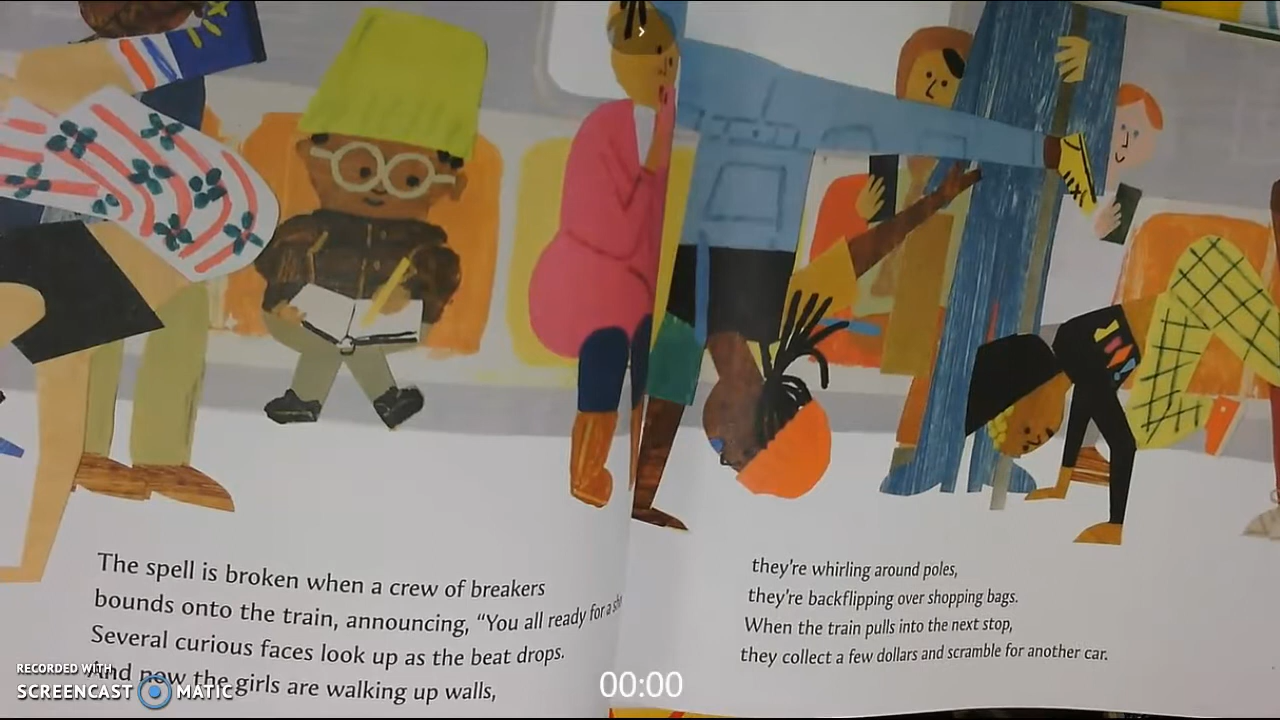 The spell is broken when a crew of breakers
bounds onto the train, announcing, "You all ready for a
Several curious faces look up as the beat drops.
And now the girls are walking up walls,
they're whirling around poles,
they're backflipping over shopping bags.
When the train pulls into the next stop,
they collect a few dollars and scramble for another car.
RECORDED WITH
SCREENCAST MATIC
00:00